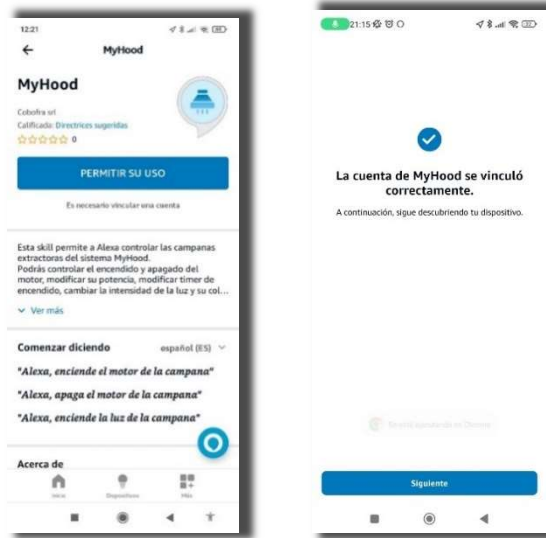 12:21
MyHood
MyHood
Cobofra srl
Calificada: Directrices sugeridas
0
PERMITIR SU USO
Es necesario vincular una cuenta
Esta skill permite a Alexa controlar las campanas
extractoras del sistema MyHood.
Podrás controlar el encendido y apagado del
motor, modificar su potencia, modificar timer de
encendido, cambiar la intensidad de la luz y su col...
Ver más
Comenzar diciendo español (ES)
"Alexa, enciende el motor de la campana"
"Alexa, apaga el motor de la campana"
"Alexa, enciende la luz de la campana"
Acerca de
Inicio Dispositivos Más
21:15
La cuenta de MyHood se vinculó
correctamente.
A continuación, sigue descubriendo tu dispositivo.
Siguiente